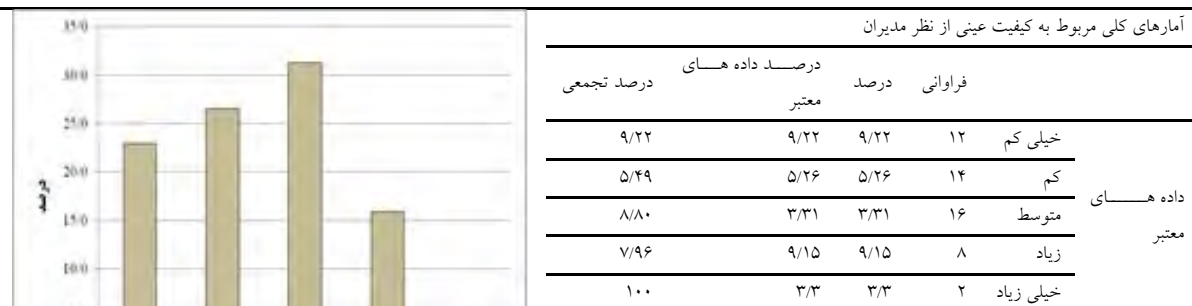 آمارهای کلی مربوط به کیفیت عینی از نظر مدیران
فراوانی درصد درصــد داده هــای معتبر درصد تجمعی
داده هــــای معتبر
خیلی کم ۱۲ ۹/۲۲ ۹/۲۲ ۹/۲۲
کم ۱۴ ۵/۲۶ ۵/۲۶ ۵/۴۹
متوسط ۱۶ ۳/۳۱ ۳/۳۱ ۸/۸۰
زیاد ۸ ۹/۱۵ ۹/۱۵ ۷/۹۶
خیلی زیاد ۲ ۳/۳ ۳/۳ ۱۰۰
35.0
30.0
25.0
20.0
15.0
10.0
درصد